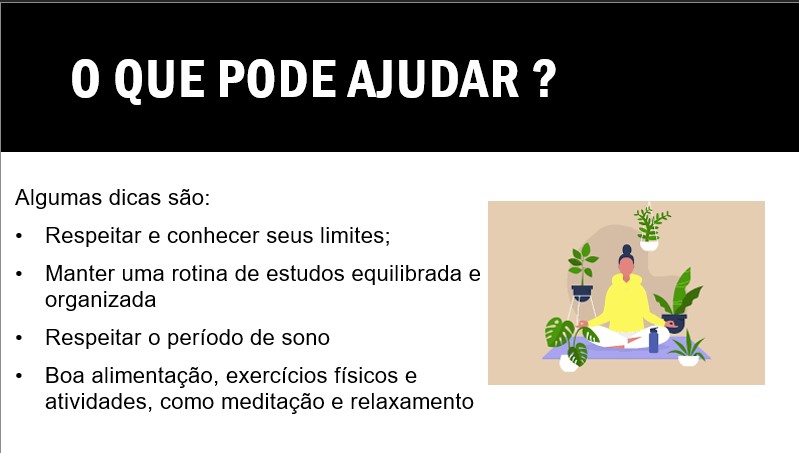 O QUE PODE AJUDAR ?
Algumas dicas são:
• Respeitar e conhecer seus limites;
• Manter uma rotina de estudos equilibrada e
organizada
• Respeitar o período de sono
• Boa alimentação, exercícios físicos e
atividades, como meditação e relaxamento